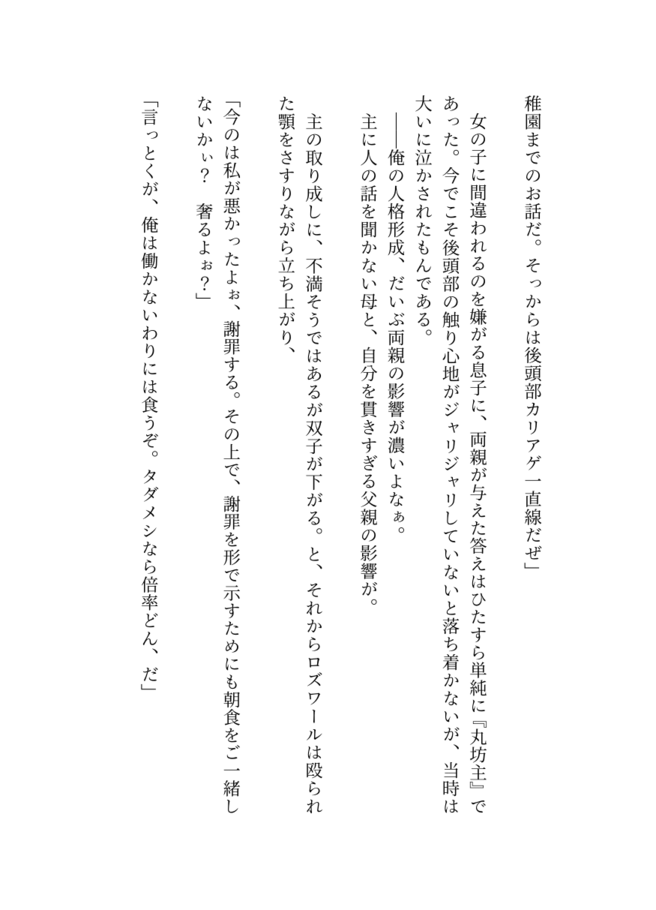 稚園までのお話だ。そっからは後頭部カリアゲ一直線だぜ」
　女の子に間違われるのを嫌がる息子に、両親が与えた答えはひたすら単純に『丸坊主』で
あった。今でこそ後頭部の触り心地がジャリジャリしていないと落ち着かないが、当時は
大いに泣かされたもんである。
　――俺の人格形成、だいぶ両親の影響が濃いよなぁ。
　主に人の話を聞かない母と、自分を貫きすぎる父親の影響が。
　主の取り成しに、不満そうではあるが双子が下がる。と、それからロズワールは殴られ
た顎をさすりながら立ち上がり、
「今のは私が悪かったよぉ、謝罪する。その上で、謝罪を形で示すためにも朝食をご一緒し
ないかぃ？　奢るよぉ？」
「言っとくが、俺は働かないわりには食うぞ。タダメシなら倍率どん、だ」